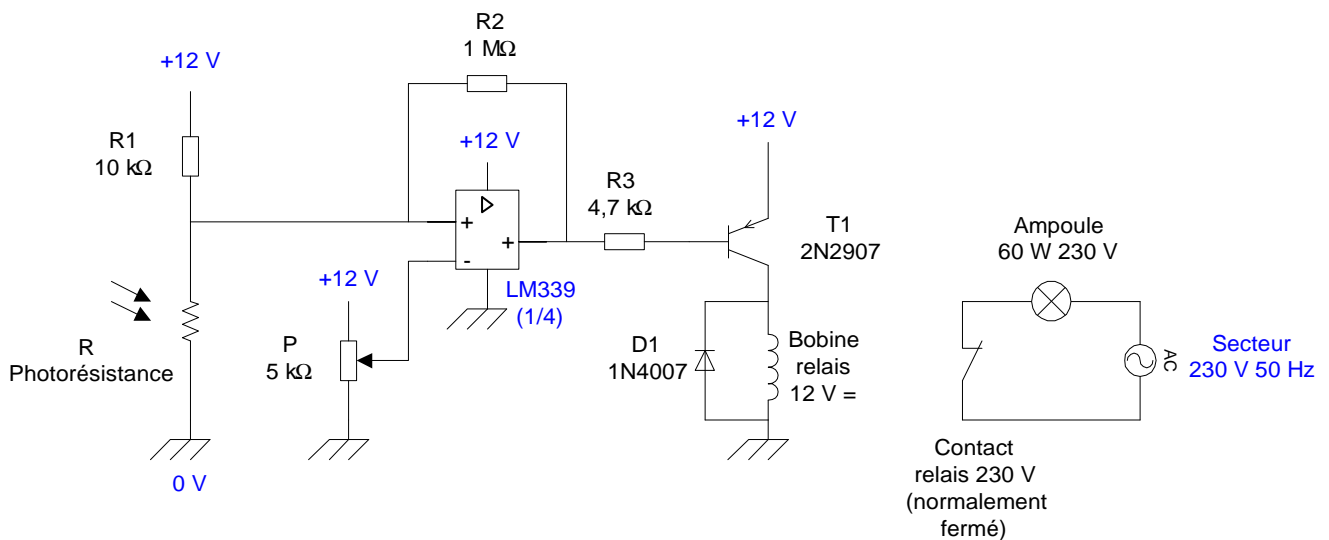 R2
1 MΩ
+12 V
+12 V
+12 V
R1
10 kΩ
R3
4,7 kΩ
+
-
+
T1
2N2907
Ampoule
60 W 230 V
+12 V
LM339
(1/4)
R
Photorésistance
P
5 kΩ
D1
1N4007
Bobine
relais
12 V =
AC
Secteur
230 V 50 Hz
Contact
relais 230 V
(normalement
fermé)
0 V